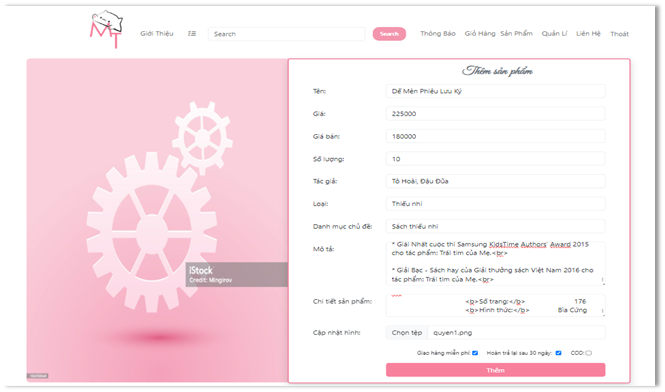 MT
Giới Thiệu
Search
Search
Thông Báo
Giỏ Hàng
Sản Phẩm
Quản Lí
Liên Hệ
Thoát
Thêm sản phẩm
Tên:
Dế Mèn Phiêu Lưu Ký
Giá:
225000
Giá bán:
180000
Số lượng:
10
Tác giả:
Tô Hoài, Đậu Đũa
Loại:
Thiếu nhi
Danh mục chủ đề:
Sách thiếu nhi
Mô tả:
* Giải Nhất cuộc thi Samsung KidsTime Authors' Award 2015
cho tác phẩm: Trái tim của Mẹ.<br>
* Giải Bạc - Sách hay của Giải thưởng sách Việt Nam 2016 cho
tác phẩm: Trái tim của Mẹ.<br>
Chi tiết sản phẩm:
<b>Số trang:</b> 176
<b>Hình thức:</b> Bìa Cứng
Cập nhật hình:
Chọn tệp
quyen1.png
Giao hàng miễn phí:
Hoàn trả lại sau 30 ngày:
COD:
Thêm
iStock
Credit: Mingirov